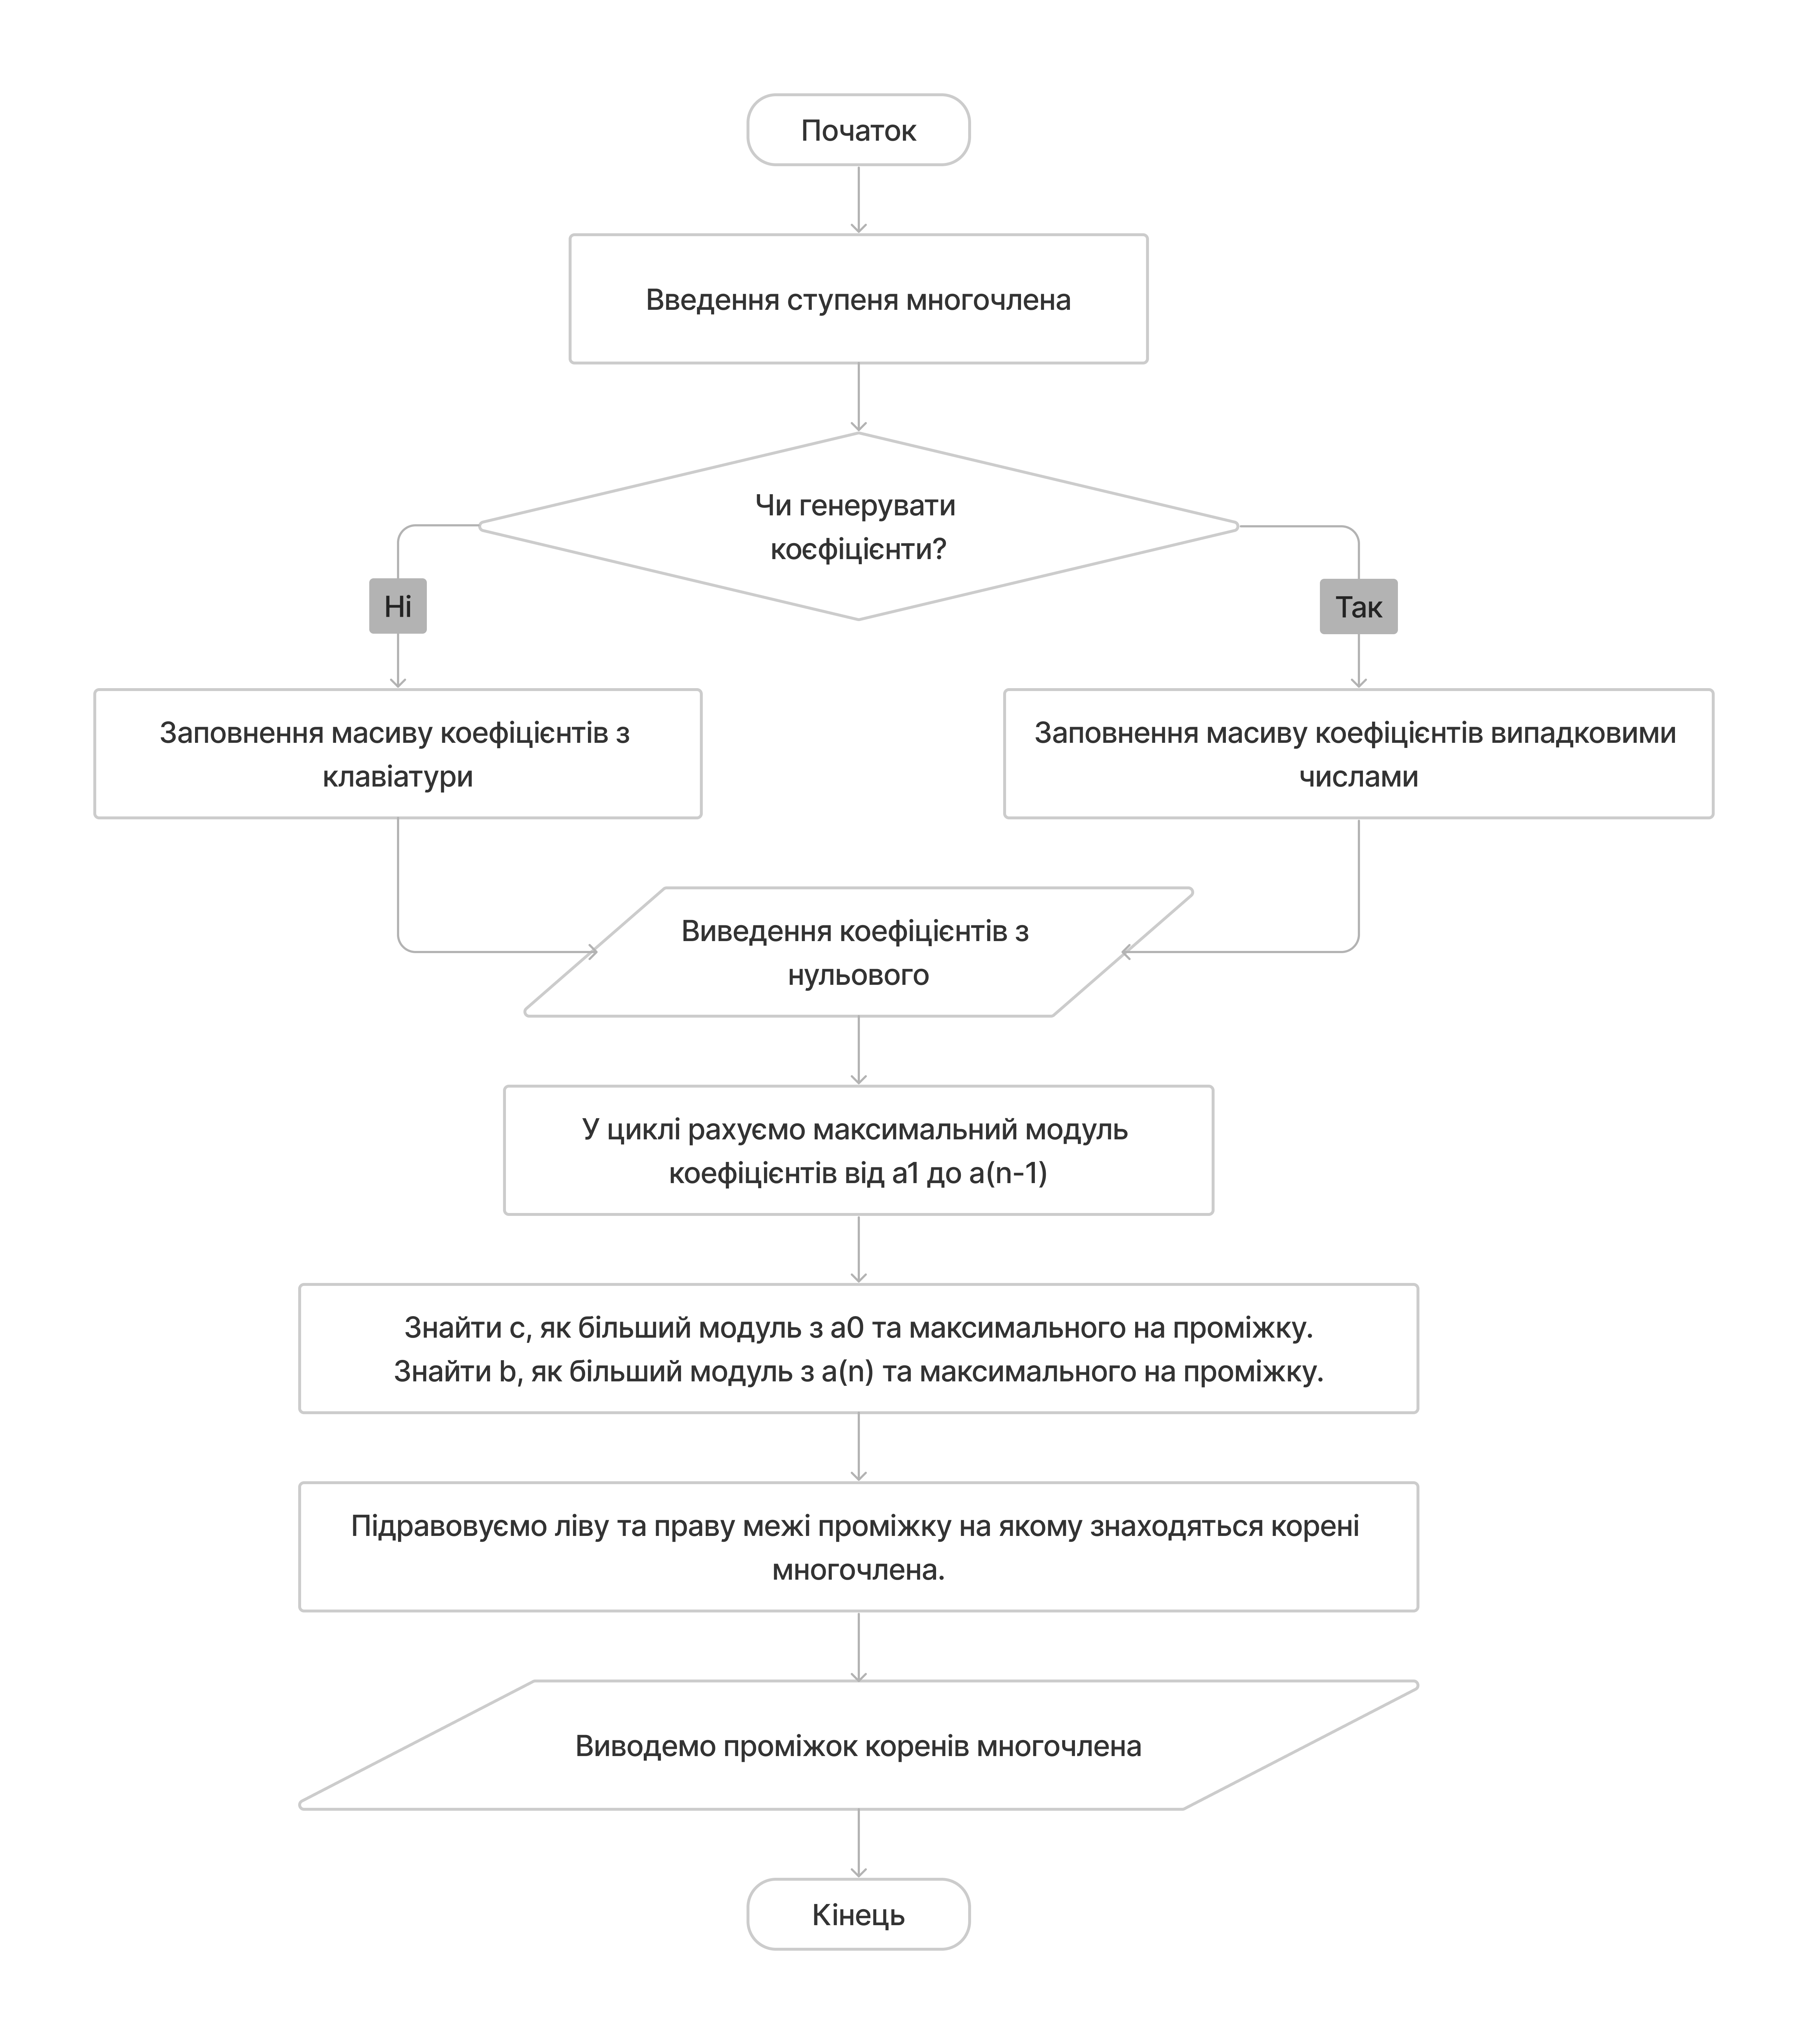 Початок
Введення ступеня многочлена
Чи генерувати
коєфіцієнти?
Ні
Так
Заповнення масиву коефіцієнтів з
клавіатури
Заповнення масиву коефіцієнтів випадковими
числами
Виведення коефіцієнтів з
нульового
У циклі рахуємо максимальний модуль
коефіцієнтів від a1 до a(n-1)
Знайти c, як більший модуль з a0 та максимального на проміжку.
Знайти b, як більший модуль з a(n) та максимального на проміжку.
Підравовуємо ліву та праву межі проміжку на якому знаходяться корені
многочлена.
Виводемо проміжок коренів многочлена
Кінець